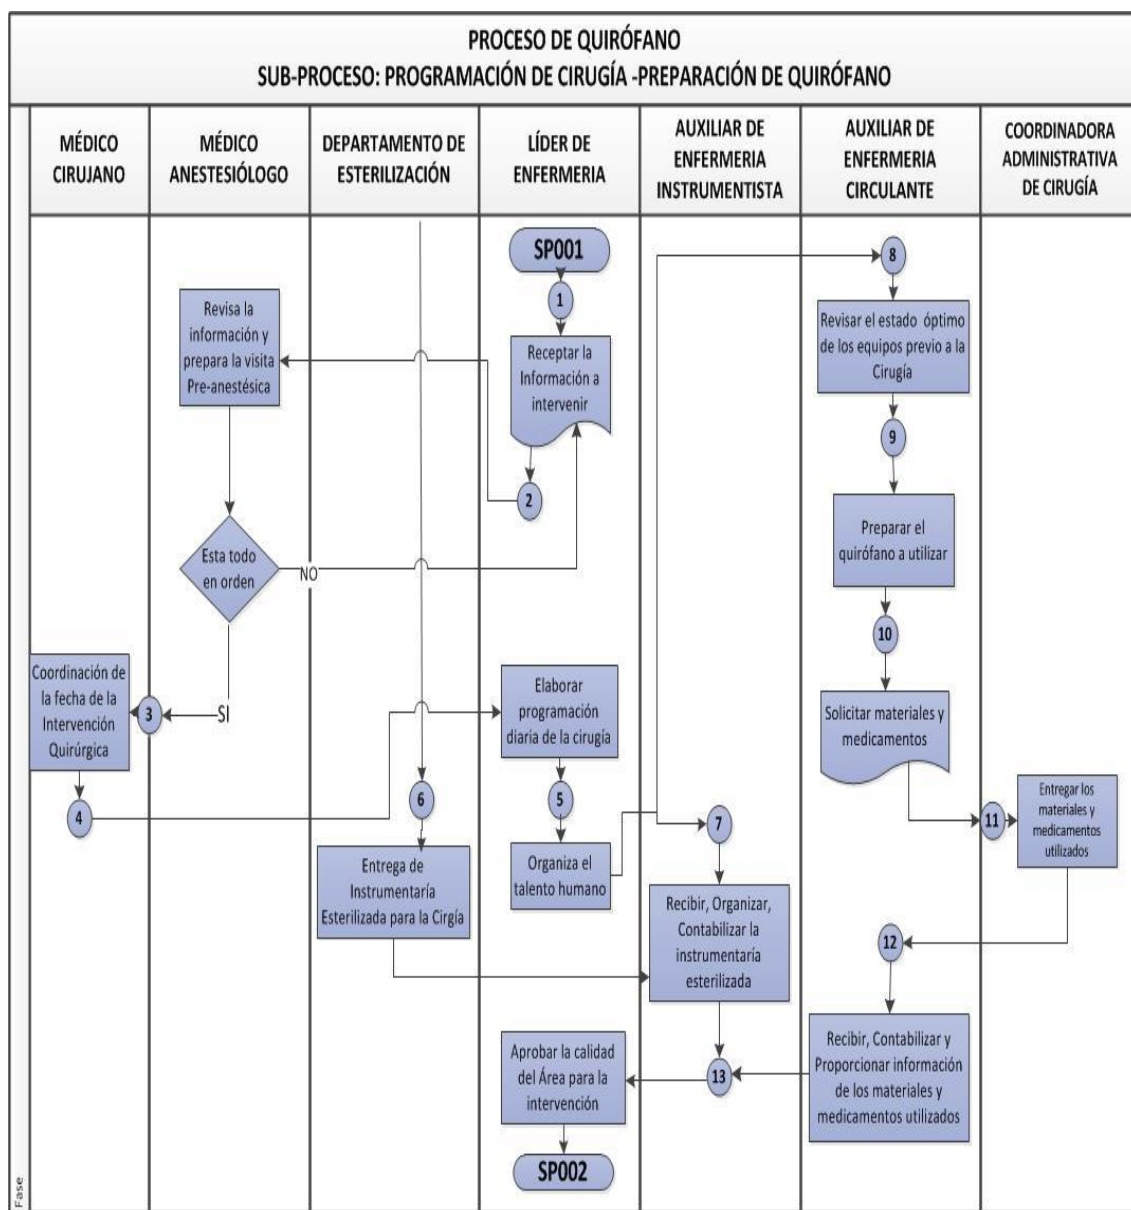 PROCESO DE QUIRÓFANO
SUB-PROCESO: PROGRAMACIÓN DE CIRUGÍA -PREPARACIÓN DE QUIRÓFANO
Fase
MÉDICO
CIRUJANO
MÉDICO
ANESTESIÓLOGO
DEPARTAMENTO DE
ESTERILIZACIÓN
LÍDER DE
ENFERMERIA
AUXILIAR DE
ENFERMERIA
INSTRUMENTISTA
AUXILIAR DE
ENFERMERIA
CIRCULANTE
COORDINADORA
ADMINISTRATIVA
DE CIRUGÍA
SP001
1
Receptar la
Información a
intervenir
2
Revisa la
información y
prepara la visita
Pre-anestésica
Esta todo
en orden
NO
SI
3
Coordinación de
la fecha de la
Intervención
Quirúrgica
4
Elaborar
programación
diaria de la cirugía
5
Organiza el
talento humano
6
Entrega de
Instrumentaría
Esterilizada para la Cirgía
7
Recibir, Organizar,
Contabilizar la
instrumentaría
esterilizada
8
Revisar el estado óptimo
de los equipos previo a la
Cirugía
9
Preparar el
quirófano a utilizar
10
Solicitar materiales y
medicamentos
11
Entregar los
materiales y
medicamentos
utilizados
12
Recibir, Contabilizar y
Proporcionar información
de los materiales y
medicamentos utilizados
13
Aprobar la calidad
del Área para la
intervención
SP002